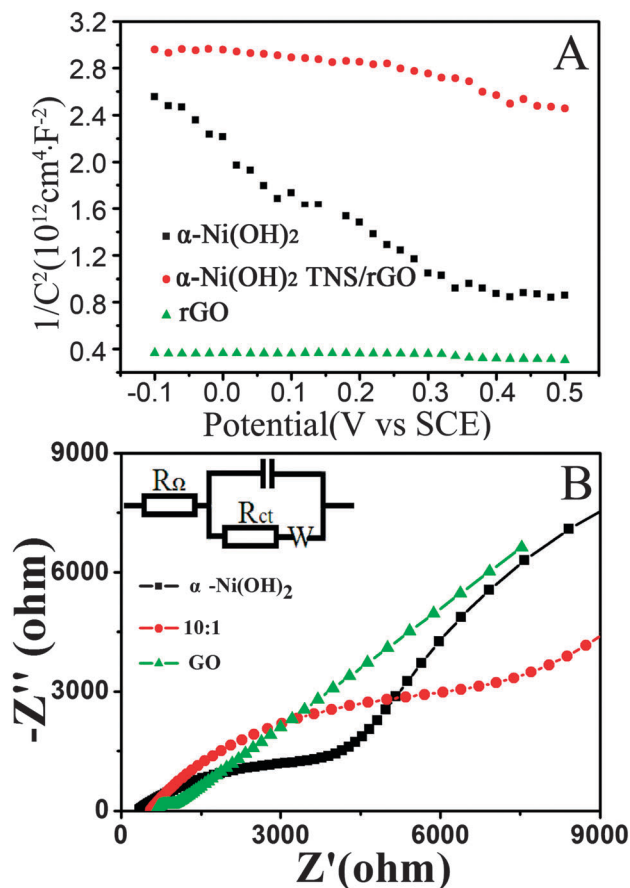 A
1/C²(10¹²cm⁴·F⁻²)
3.2
2.8
2.4
2.0
1.6
1.2
0.8
0.4
α-Ni(OH)₂
α-Ni(OH)₂ TNS/rGO
rGO
-0.1 0.0 0.1 0.2 0.3 0.4 0.5
Potential(V vs SCE)
B
-Z'' (ohm)
9000
6000
3000
0
RΩ
Rct
W
α -Ni(OH)₂
10:1
GO
0 3000 6000 9000
Z'(ohm)